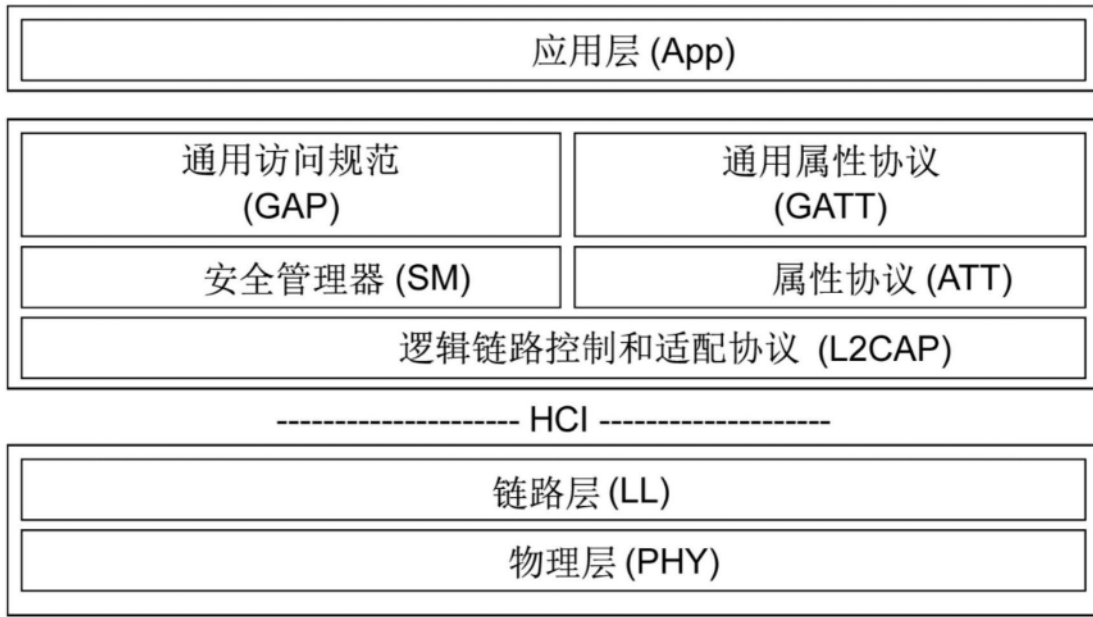 应用层 (App)
通用访问规范
(GAP)
通用属性协议
(GATT)
安全管理器 (SM)
属性协议 (ATT)
逻辑链路控制和适配协议 (L2CAP)
--------------------- HCI --------------------
链路层 (LL)
物理层 (PHY)